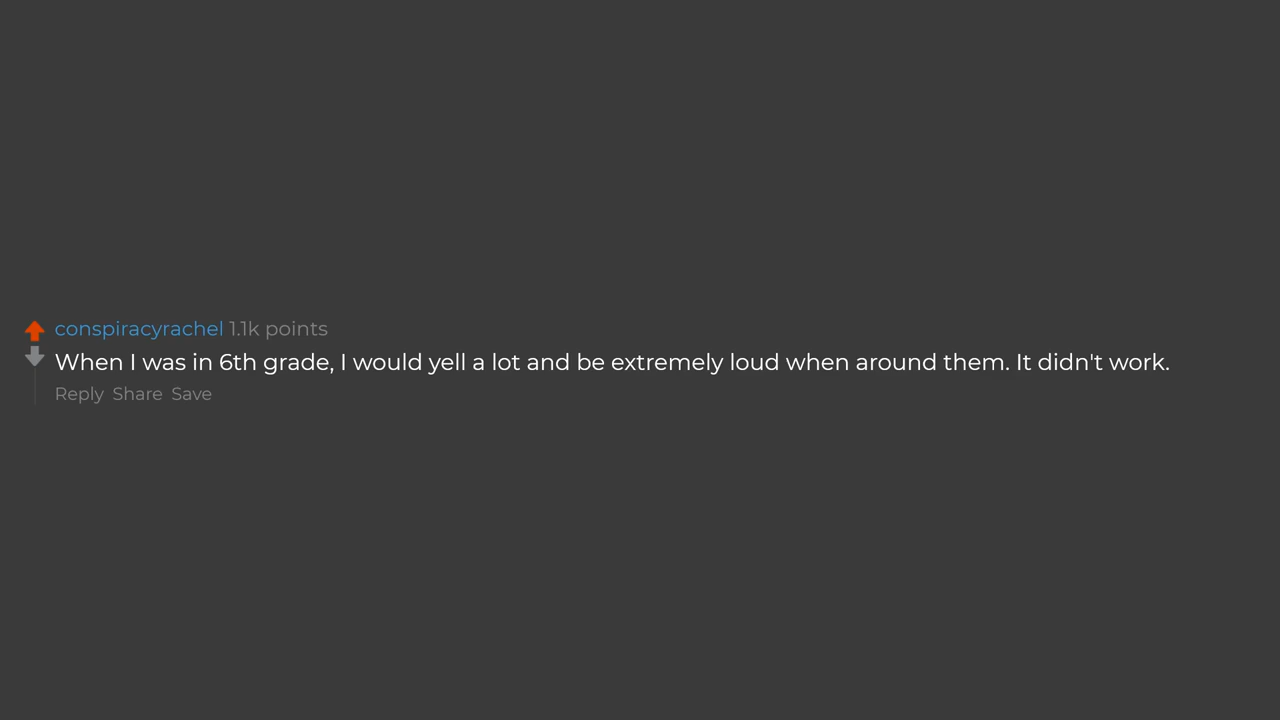 conspiracyrachel 1.1k points
When I was in 6th grade, I would yell a lot and be extremely loud when around them. It didn't work.
Reply Share Save